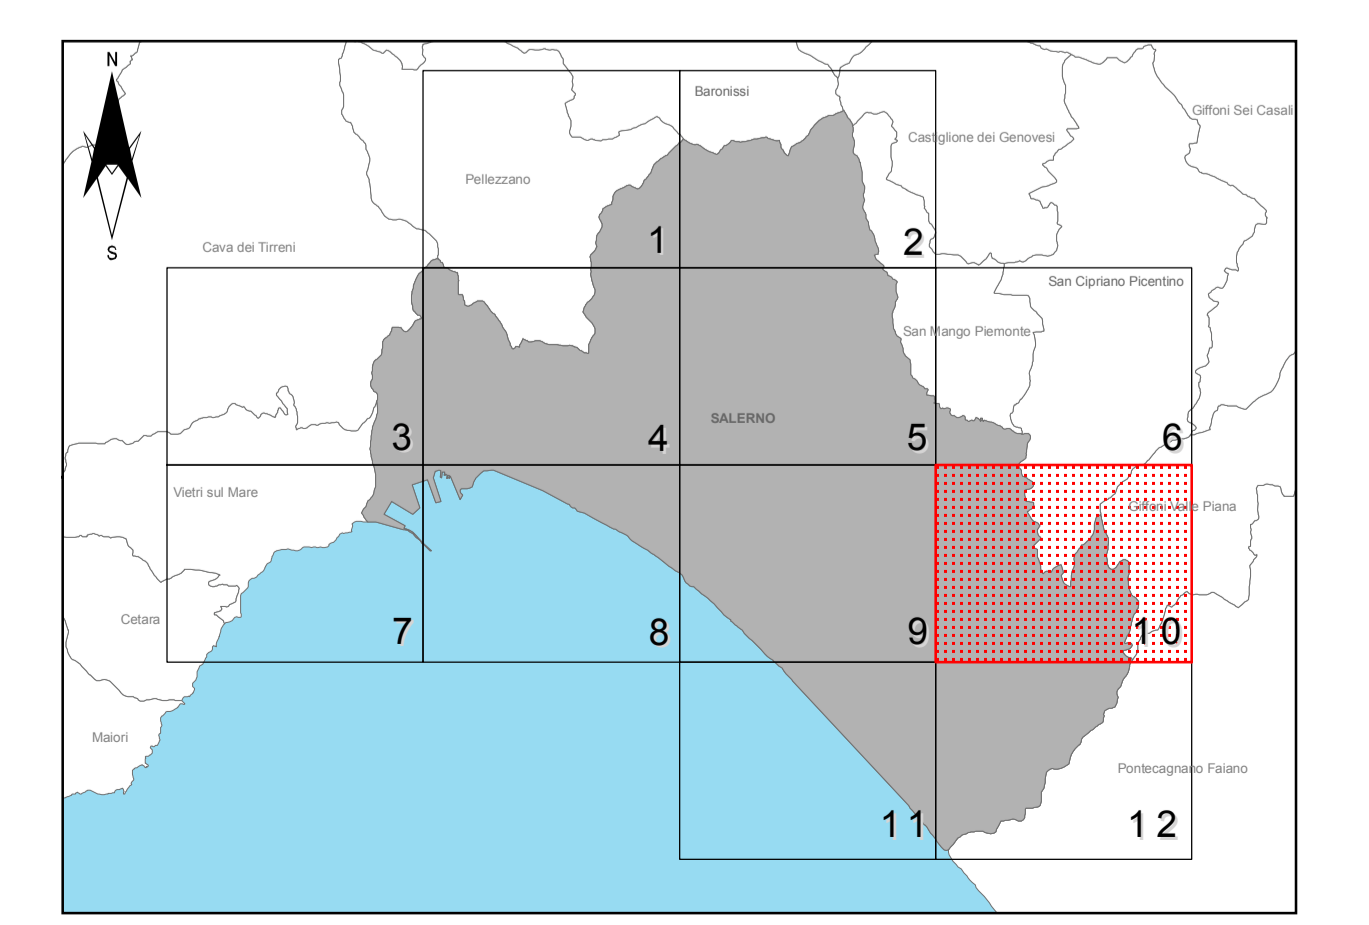 N
Baronissi
Giffoni Sei Casali
Castiglione dei Genovesi
Pellezzano
1
2
Cava dei Tirreni
S
San Cipriano Picentino
San Mango Piemonte
SALERNO
3
4
5
6
Vietri sul Mare
Giffoni Valle Piana
Cetara
7
8
9
10
Maiori
Pontecagnano Faiano
11
12